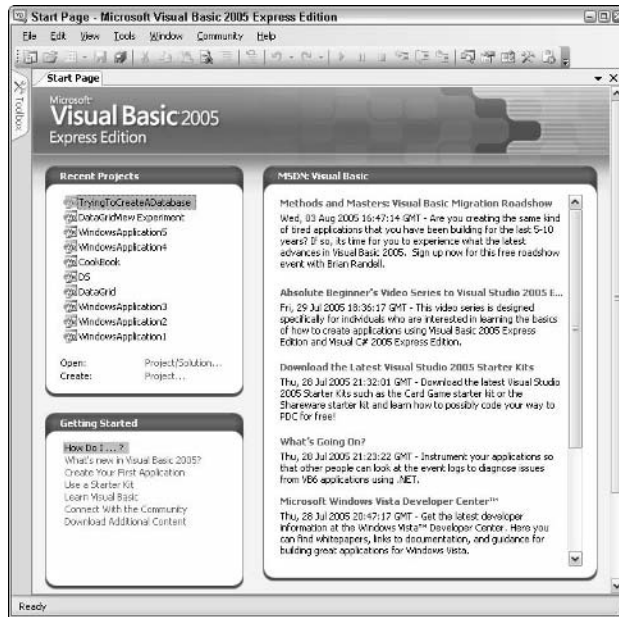 Start Page - Microsoft Visual Basic 2005 Express Edition
File Edit View Tools Window Community Help
Toolbox
Start Page
Microsoft
Visual Basic 2005
Express Edition
Recent Projects
TryingToCreateADatabase
DataGridView Experiment
WindowsApplication5
WindowsApplication4
CookBook
DS
DataGrid
WindowsApplication3
WindowsApplication2
WindowsApplication1
Open: Project/Solution...
Create: Project...
Getting Started
How Do I ... ?
What's new in Visual Basic 2005?
Create Your First Application
Use a Starter Kit
Learn Visual Basic
Connect With the Community
Download Additional Content
MSDN: Visual Basic
Methods and Masters: Visual Basic Migration Roadshow
Wed, 03 Aug 2005 16:47:14 GMT - Are you creating the same kind
of tired applications that you have been building for the last 5-10
years? If so, its time for you to experience what the latest
advances in Visual Basic 2005. Sign up now for this free roadshow
event with Brian Randell.
Absolute Beginner's Video Series to Visual Studio 2005 E...
Fri, 29 Jul 2005 18:36:17 GMT - This video series is designed
specifically for individuals who are interested in learning the basics
of how to create applications using Visual Basic 2005 Express
Edition and Visual C# 2005 Express Edition.
Download the Latest Visual Studio 2005 Starter Kits
Thu, 28 Jul 2005 21:32:01 GMT - Download the latest Visual Studio
2005 Starter Kits such as the Card Game starter kit or the
Shareware starter kit and learn how to possibly code your way to
PDC for free!
What's Going On?
Thu, 28 Jul 2005 21:23:22 GMT - Instrument your applications so
that other people can look at the event logs to diagnose issues
from VB6 applications using .NET.
Microsoft Windows Vista Developer Center™
Thu, 28 Jul 2005 20:47:17 GMT - Get the latest developer
information at the Windows Vista™ Developer Center. Here you
can find whitepapers, links to documentation, and guidance for
building great applications for Windows Vista.
Ready